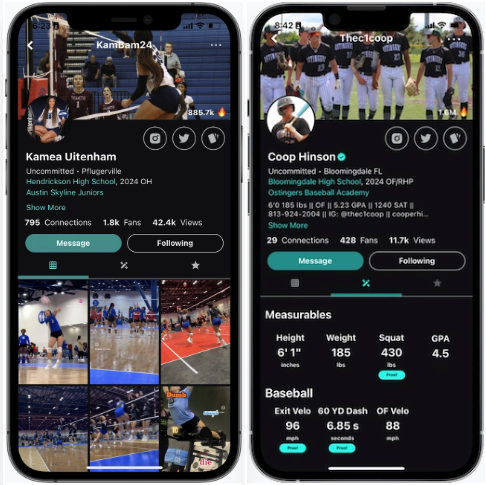 KamBam24
885.7k
Kamea Uitenham
Uncommitted • Pflugerville
Hendrickson High School, 2024 OH
Austin Skyline Juniors
Show More
795 Connections 1.8k Fans 42.4k Views
Message
Following
Dumb
die
8:42
Thec1coop
1.6M
Coop Hinson
Uncommitted • Bloomingdale FL
Bloomingdale High School, 2024 OF/RHP
Ostingers Baseball Academy
6'0 185 lbs || OF || 5.23 GPA || 1240 SAT ||
813-924-2004 || IG: @thec1coop || cooperhi...
Show More
29 Connections 428 Fans 11.7k Views
Message
Following
Measurables
Height Weight Squat GPA
6' 1" 185 430 4.5
inches lbs lbs
Proof
Baseball
Exit Velo 60 YD Dash OF Velo
96 6.85 s 88
mph seconds mph
Proof Proof